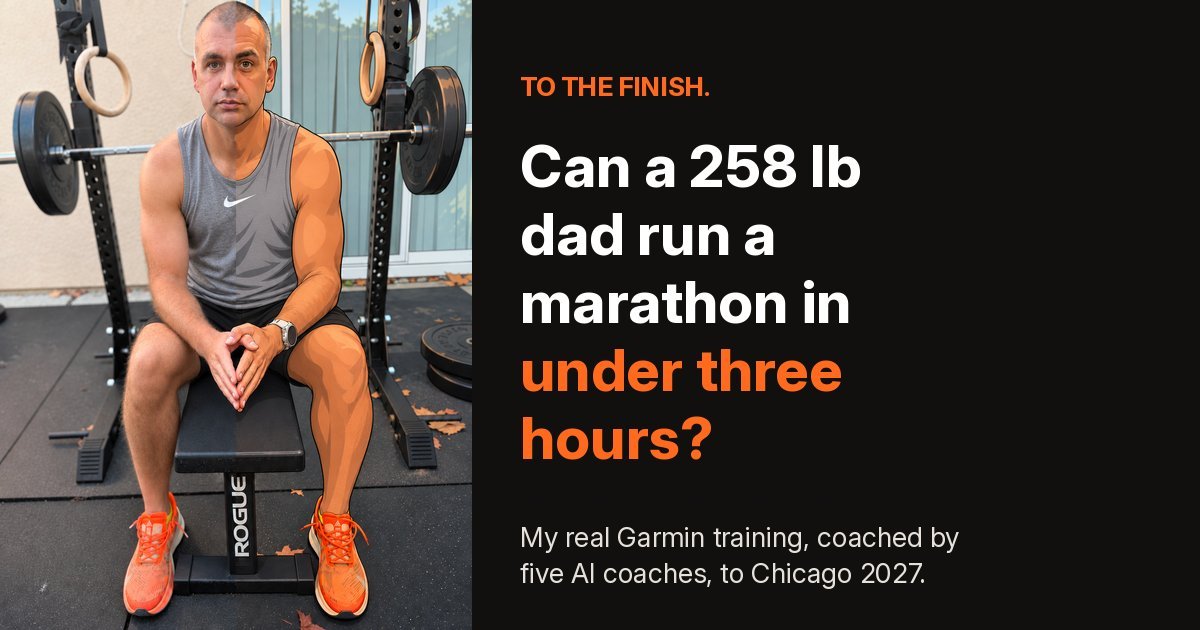 TO THE FINISH.
Can a 258 lb
dad run a
marathon in
under three
hours?
My real Garmin training, coached by
five AI coaches, to Chicago 2027.
ROGUE